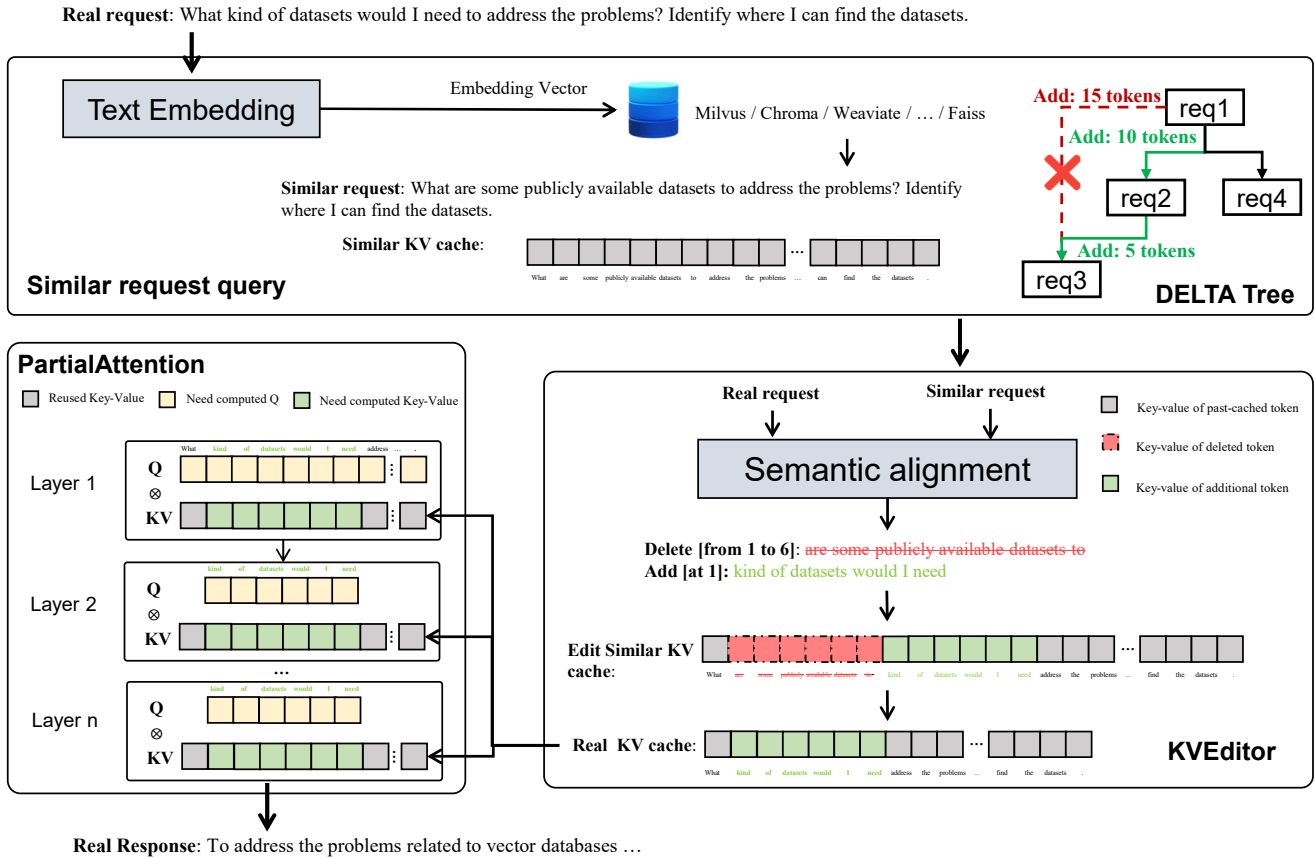 Real request: What kind of datasets would I need to address the problems? Identify where I can find the datasets.
Text Embedding
Embedding Vector
Milvus / Chroma / Weaviate / … / Faiss
Similar request: What are some publicly available datasets to address the problems? Identify
where I can find the datasets.
Similar KV cache:
...
What are some publicly available datasets to address the problems ... can find the datasets .
Similar request query
Add: 15 tokens
req1
Add: 10 tokens
req2
req4
Add: 5 tokens
req3
DELTA Tree
PartialAttention
Reused Key-Value
Need computed Q
Need computed Key-Value
What kind of datasets would I need address ... .
Layer 1
Q
⊗
KV
kind of datasets would I need
Layer 2
Q
⊗
KV
...
kind of datasets would I need
Layer n
Q
⊗
KV
Real request
Similar request
Key-value of past-cached token
Key-value of deleted token
Key-value of additional token
Semantic alignment
Delete [from 1 to 6]: are some publicly available datasets to
Add [at 1]: kind of datasets would I need
Edit Similar KV
cache:
...
What are some publicly available datasets to kind of datasets would I need address the problems ... find the datasets .
Real KV cache:
...
What kind of datasets would I need address the problems ... find the datasets .
KVEditor
Real Response: To address the problems related to vector databases …